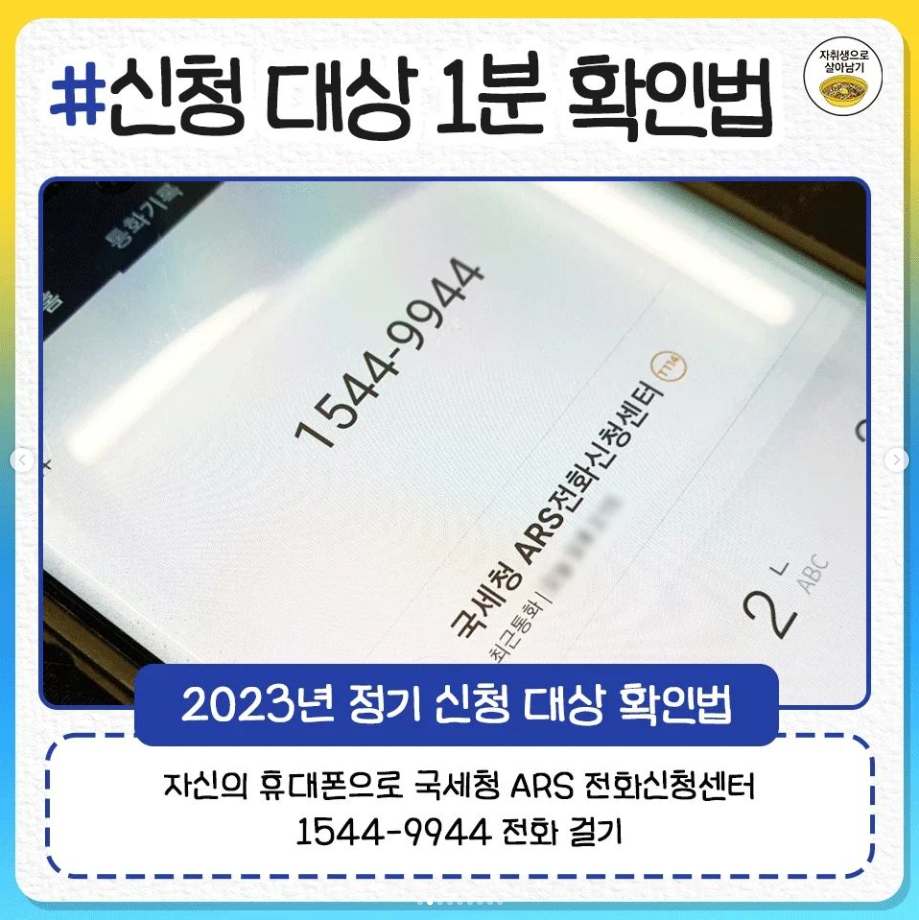 #신청 대상 1분 확인법
자취생으로
살아남기
통화기록
홈
1544-9944
국세청 ARS전화신청센터 T114
최근통화 |
2 ㄴ
ABC
2023년 정기 신청 대상 확인법
자신의 휴대폰으로 국세청 ARS 전화신청센터
1544-9944 전화 걸기